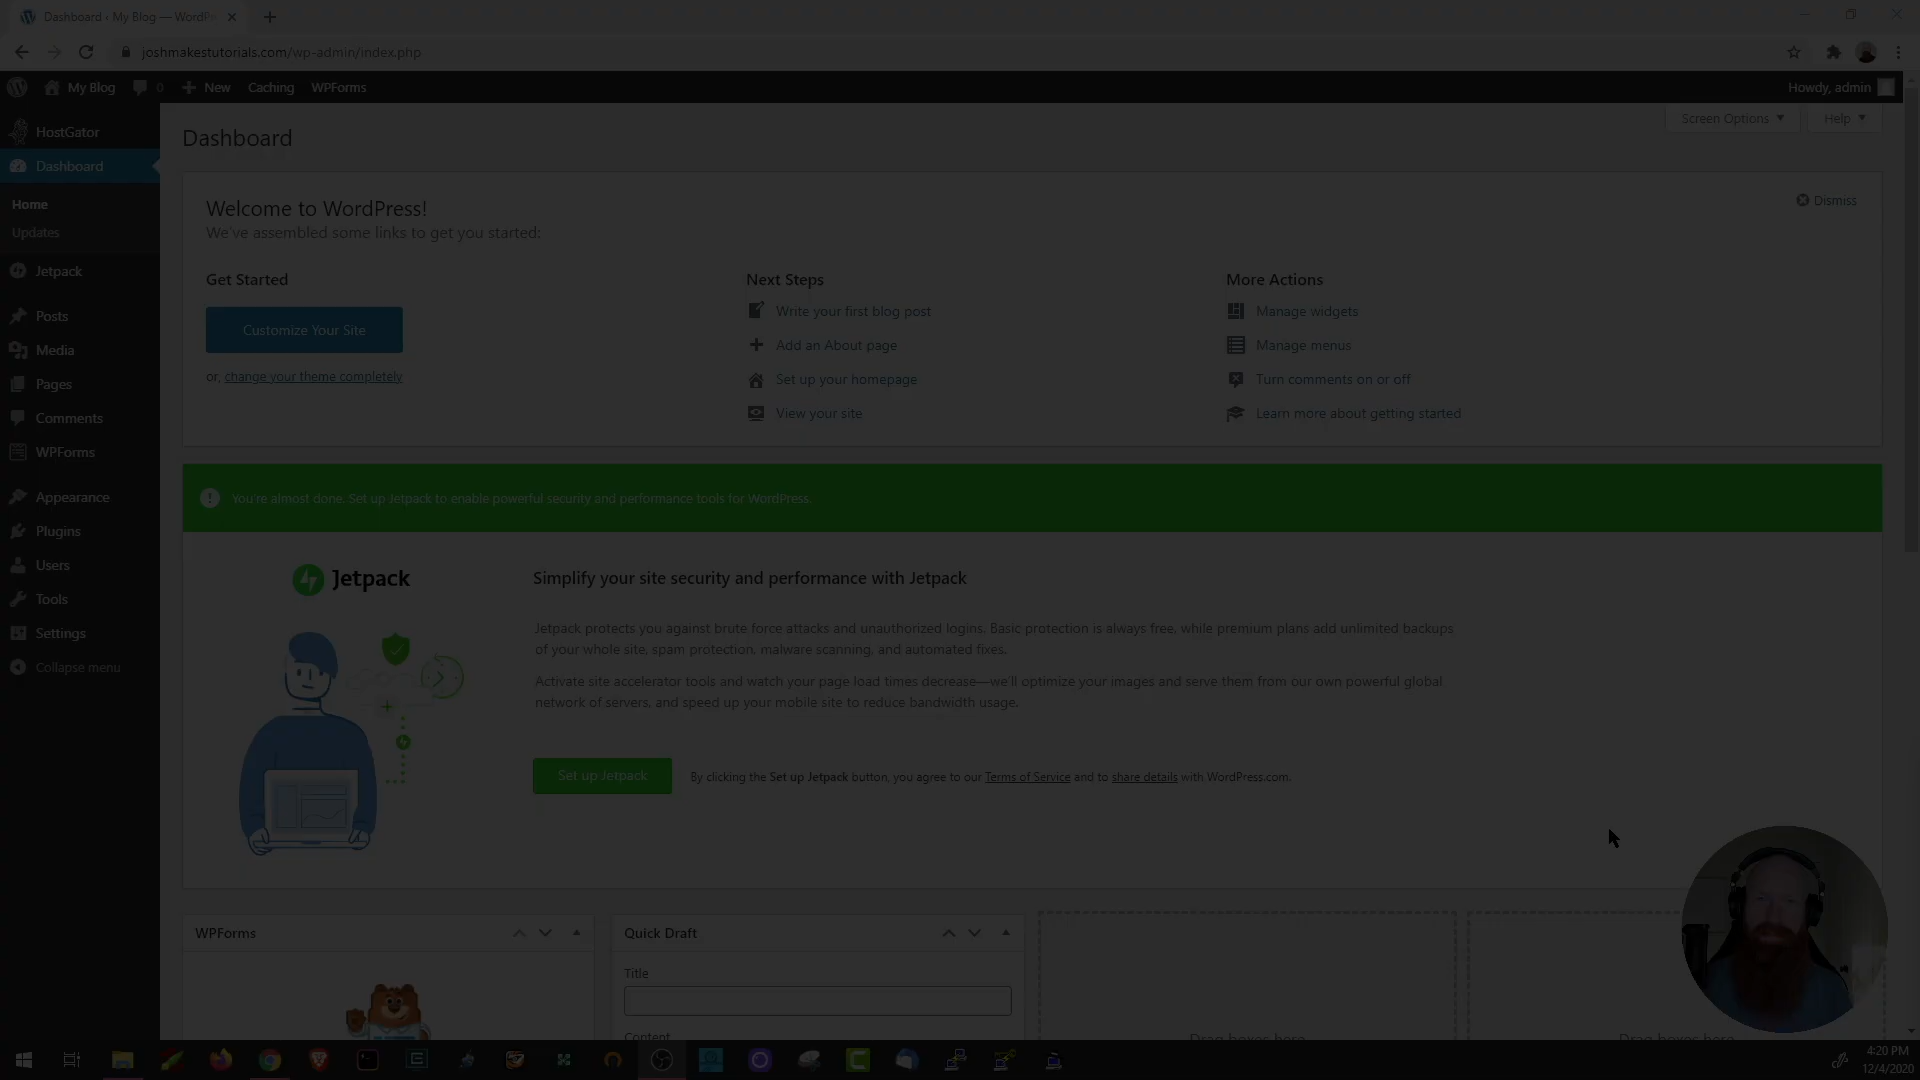 Dashboard ‹ My Blog — WordPr
joshmakestutorials.com/wp-admin/index.php
My Blog
0
New
Caching
WPForms
Howdy, admin
HostGator
Dashboard
Home
Updates
Jetpack
Posts
Media
Pages
Comments
WPForms
Appearance
Plugins
Users
Tools
Settings
Collapse menu
Dashboard
Screen Options
Help
Welcome to WordPress!
We've assembled some links to get you started:
Dismiss
Get Started
Customize Your Site
or, change your theme completely
Next Steps
Write your first blog post
Add an About page
Set up your homepage
View your site
More Actions
Manage widgets
Manage menus
Turn comments on or off
Learn more about getting started
You're almost done. Set up Jetpack to enable powerful security and performance tools for WordPress.
Jetpack
Simplify your site security and performance with Jetpack
Jetpack protects you against brute force attacks and unauthorized logins. Basic protection is always free, while premium plans add unlimited backups
of your whole site, spam protection, malware scanning, and automated fixes.
Activate site accelerator tools and watch your page load times decrease—we'll optimize your images and serve them from our own powerful global
network of servers, and speed up your mobile site to reduce bandwidth usage.
Set up Jetpack
By clicking the Set up Jetpack button, you agree to our Terms of Service and to share details with WordPress.com.
WPForms
Quick Draft
Title
Content
Drag boxes here
Drag boxes here
4:20 PM
12/4/2020